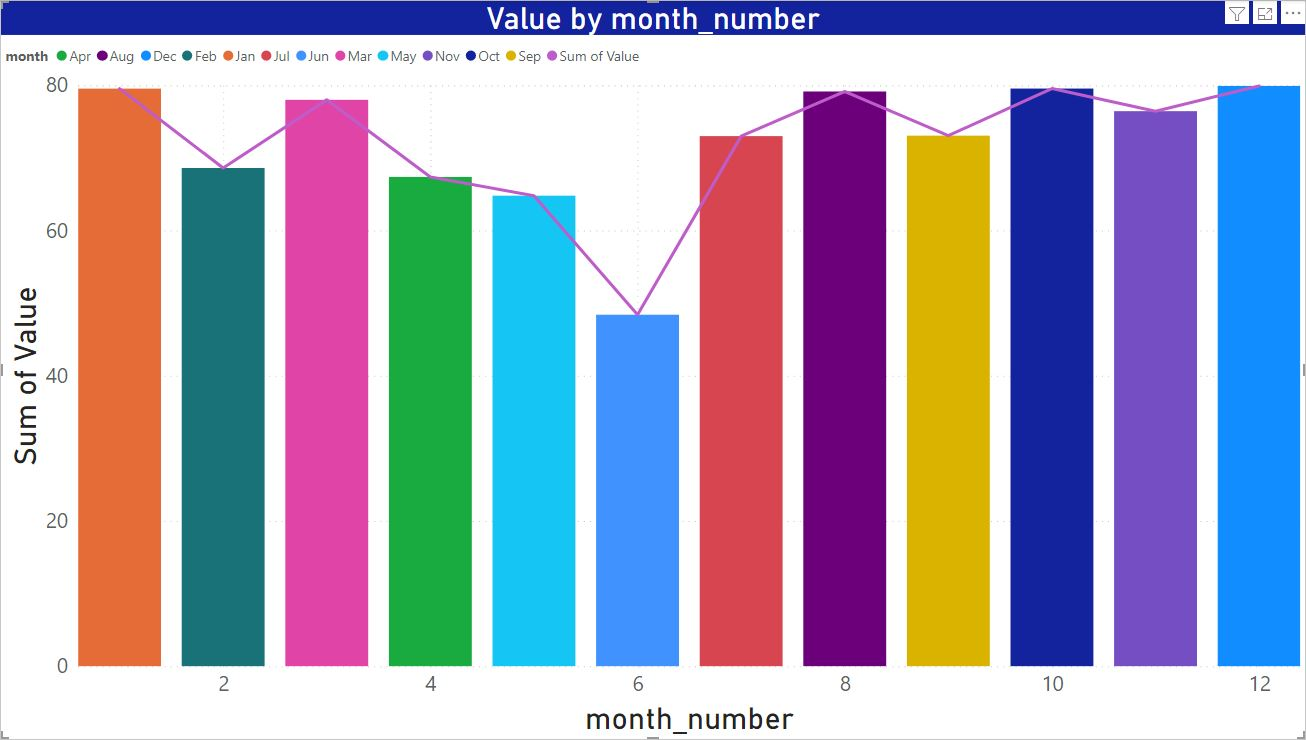 Value by month_number
month Apr Aug Dec Feb Jan Jul Jun Mar May Nov Oct Sep Sum of Value
80
60
40
20
0
Sum of Value
2 4 6 8 10 12
month_number